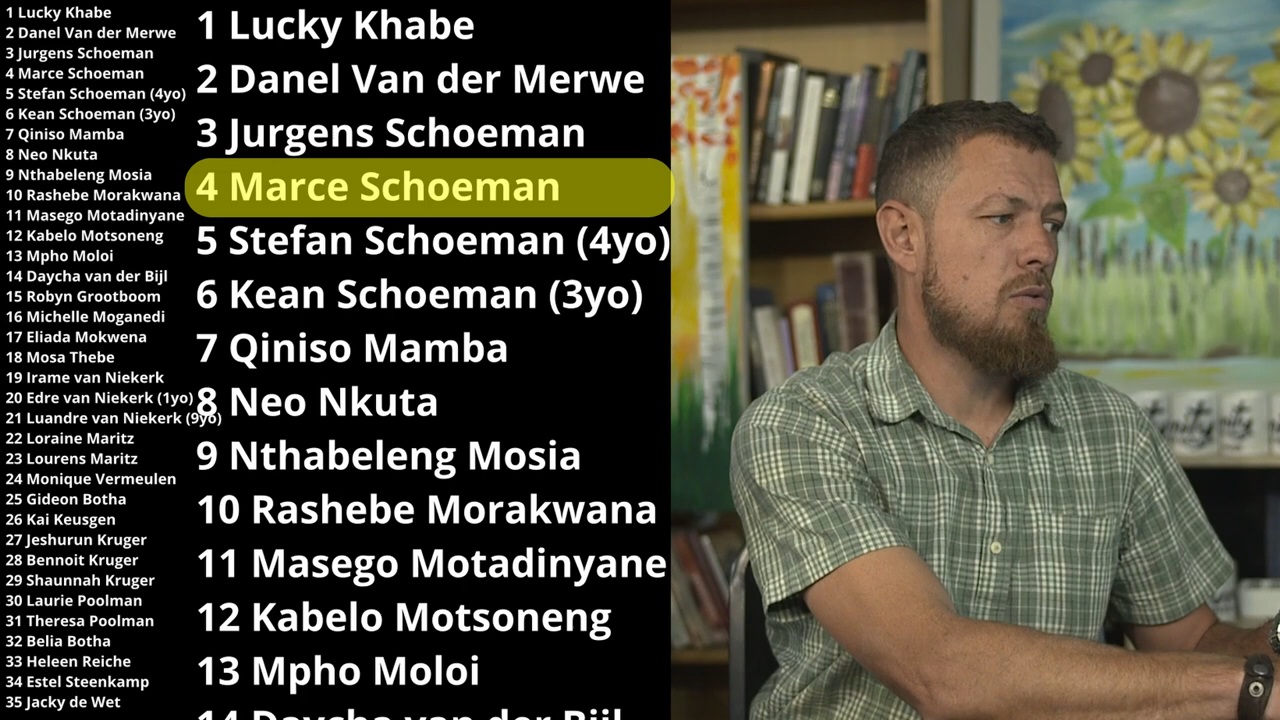 1 Lucky Khabe
2 Danel Van der Merwe
3 Jurgens Schoeman
4 Marce Schoeman
5 Stefan Schoeman (4yo)
6 Kean Schoeman (3yo)
7 Qiniso Mamba
8 Neo Nkuta
9 Nthabeleng Mosia
10 Rashebe Morakwana
11 Masego Motadinyane
12 Kabelo Motsoneng
13 Mpho Moloi
14 Daycha van der Bijl
15 Robyn Grootboom
16 Michelle Moganedi
17 Eliada Mokwena
18 Mosa Thebe
19 Irame van Niekerk
20 Edre van Niekerk (1yo)
21 Luandre van Niekerk (9yo)
22 Loraine Maritz
23 Lourens Maritz
24 Monique Vermeulen
25 Gideon Botha
26 Kai Keusgen
27 Jeshurun Kruger
28 Bennoit Kruger
29 Shaunnah Kruger
30 Laurie Poolman
31 Theresa Poolman
32 Belia Botha
33 Heleen Reiche
34 Estel Steenkamp
35 Jacky de Wet
1 Lucky Khabe
2 Danel Van der Merwe
3 Jurgens Schoeman
4 Marce Schoeman
5 Stefan Schoeman (4yo)
6 Kean Schoeman (3yo)
7 Qiniso Mamba
8 Neo Nkuta
9 Nthabeleng Mosia
10 Rashebe Morakwana
11 Masego Motadinyane
12 Kabelo Motsoneng
13 Mpho Moloi
14 Daycha van der Bijl